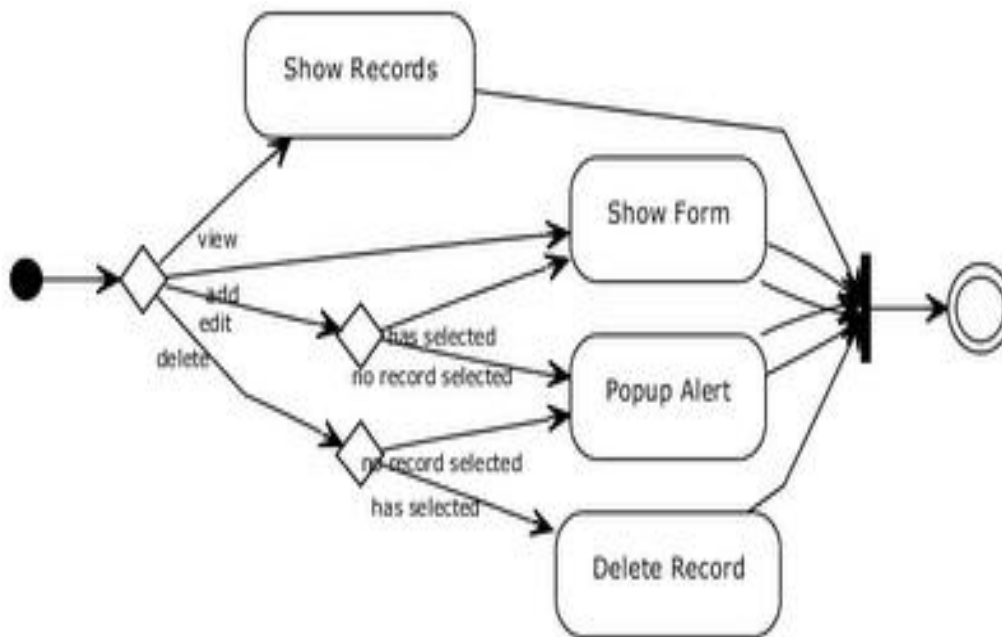 Show Records
view
Show Form
add
edit
has selected
delete
no record selected
Popup Alert
no record selected
has selected
Delete Record